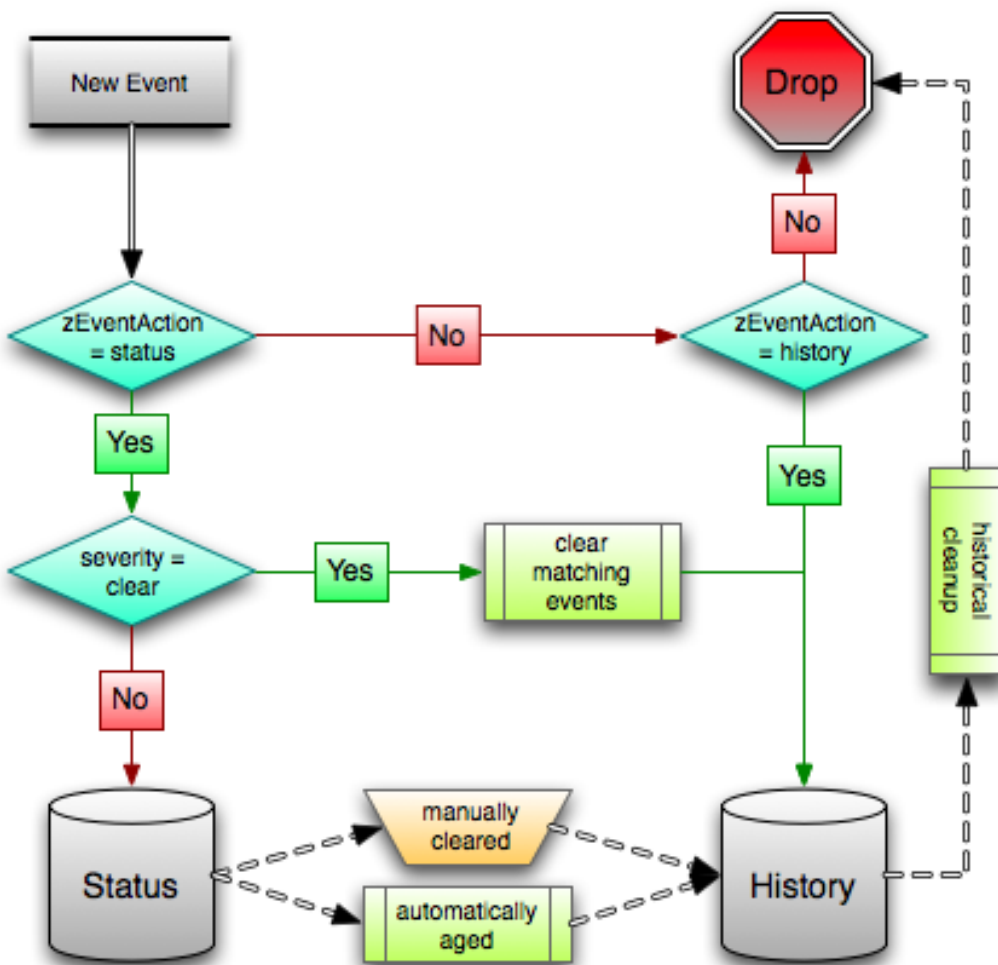 New Event
Drop
No
zEventAction
= status
No
zEventAction
= history
Yes
Yes
severity =
clear
Yes
clear
matching
events
historical
cleanup
No
manually
cleared
Status
History
automatically
aged